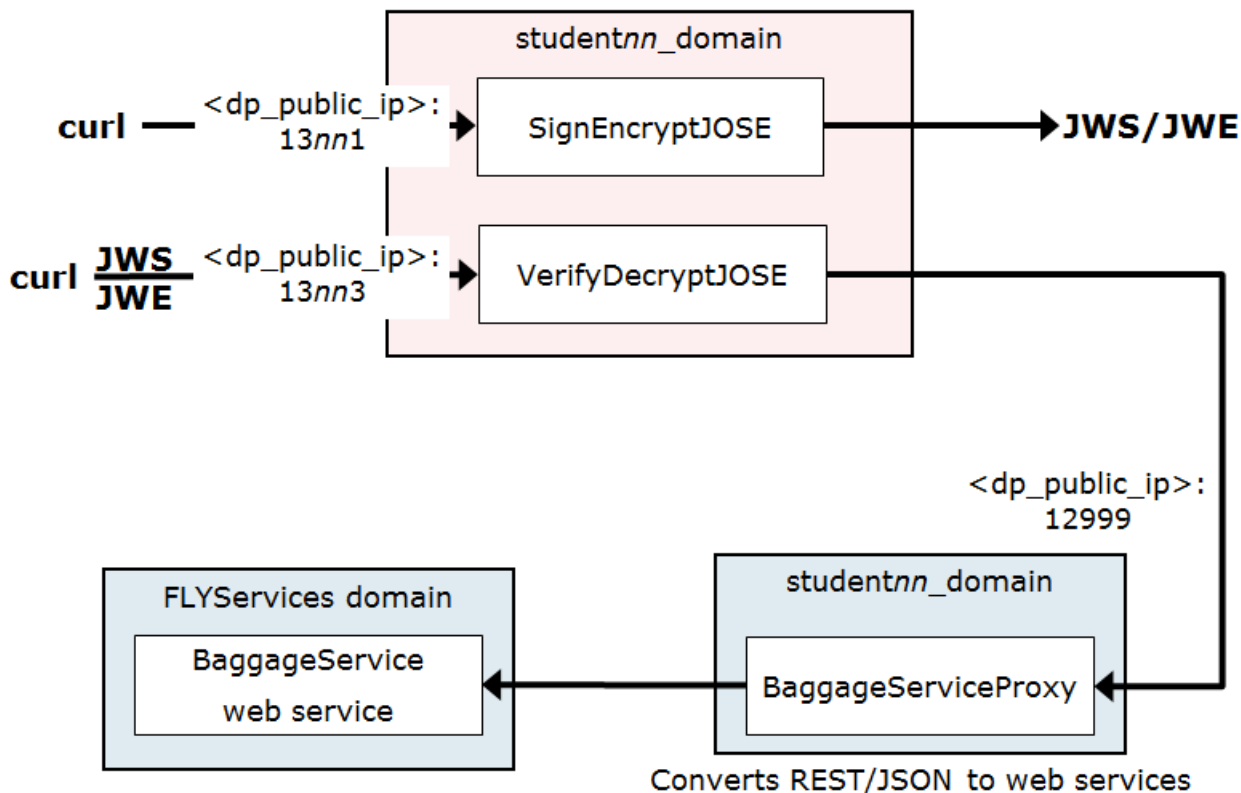 studentnn_domain
curl
<dp_public_ip>:
13nn1
SignEncryptJOSE
JWS/JWE
curl
JWS
JWE
<dp_public_ip>:
13nn3
VerifyDecryptJOSE
<dp_public_ip>:
12999
FLYServices domain
BaggageService
web service
studentnn_domain
BaggageServiceProxy
Converts REST/JSON to web services